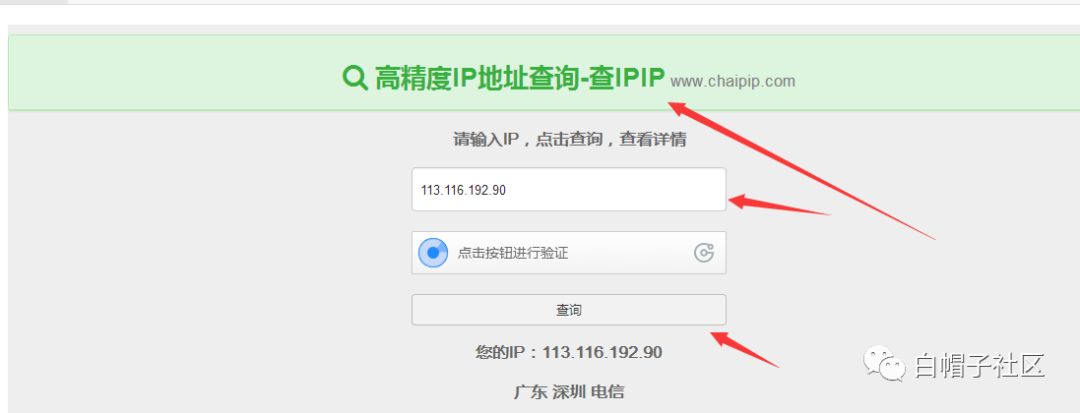 高精度IP地址查询-查IPIP www.chaipip.com
请输入IP，点击查询，查看详情
113.116.192.90
点击按钮进行验证
查询
您的IP：113.116.192.90
广东 深圳 电信
白帽子社区